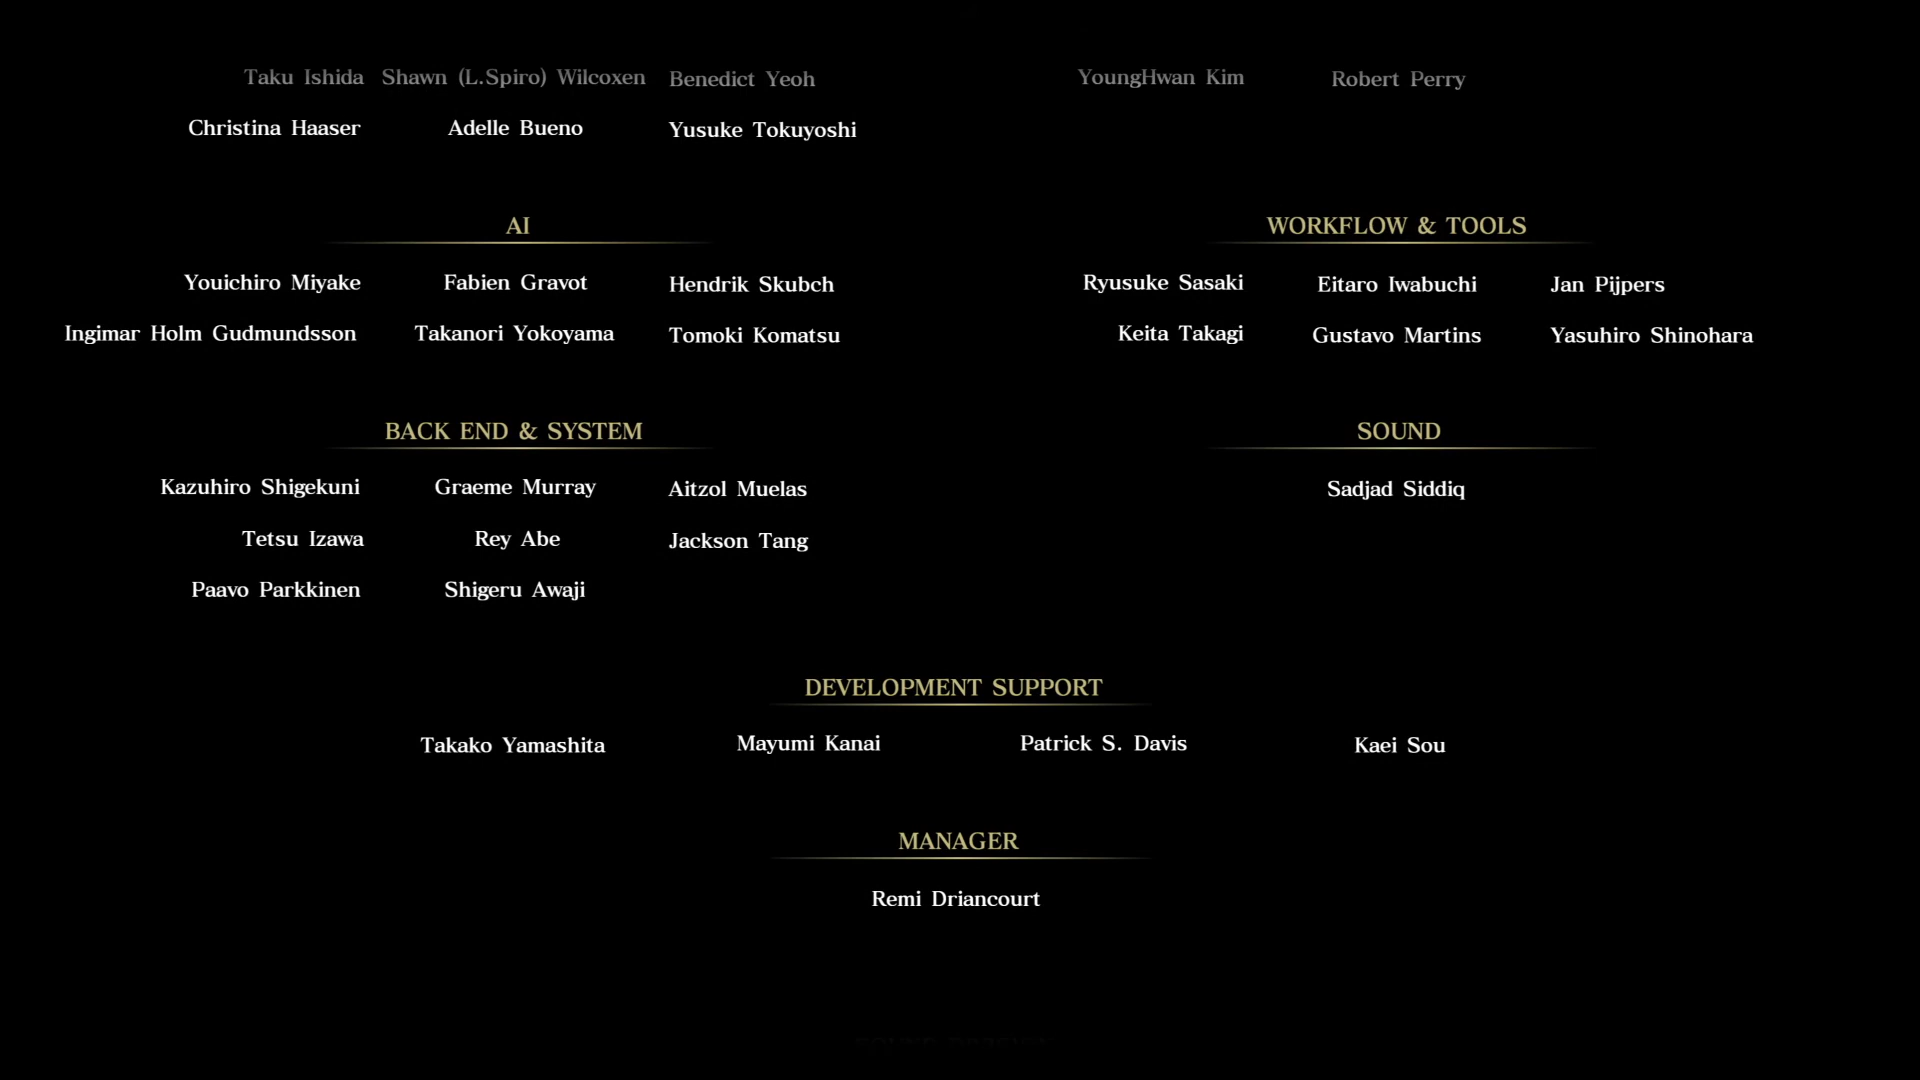 Taku Ishida Shawn (L.Spiro) Wilcoxen Benedict Yeoh YoungHwan Kim Robert Perry
Christina Haaser Adelle Bueno Yusuke Tokuyoshi
AI
Youichiro Miyake Fabien Gravot Hendrik Skubch
Ingimar Holm Gudmundsson Takanori Yokoyama Tomoki Komatsu
WORKFLOW & TOOLS
Ryusuke Sasaki Eitaro Iwabuchi Jan Pijpers
Keita Takagi Gustavo Martins Yasuhiro Shinohara
BACK END & SYSTEM
Kazuhiro Shigekuni Graeme Murray Aitzol Muelas
Tetsu Izawa Rey Abe Jackson Tang
Paavo Parkkinen Shigeru Awaji
SOUND
Sadjad Siddiq
DEVELOPMENT SUPPORT
Takako Yamashita Mayumi Kanai Patrick S. Davis Kaei Sou
MANAGER
Remi Driancourt